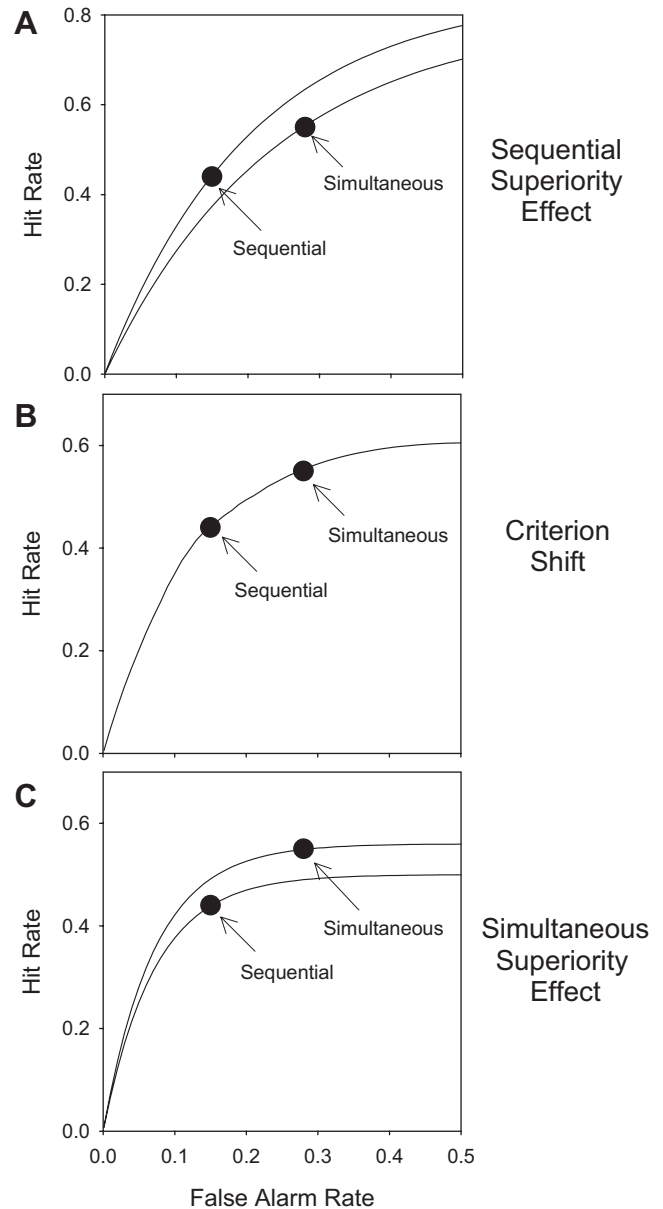 A
0.8
0.6
0.4
0.2
0.0
Hit Rate
Simultaneous
Sequential
Sequential
Superiority
Effect
B
0.6
0.4
0.2
0.0
Hit Rate
Simultaneous
Sequential
Criterion
Shift
C
0.6
0.4
0.2
0.0
Hit Rate
Simultaneous
Sequential
Simultaneous
Superiority
Effect
0.0 0.1 0.2 0.3 0.4 0.5
False Alarm Rate